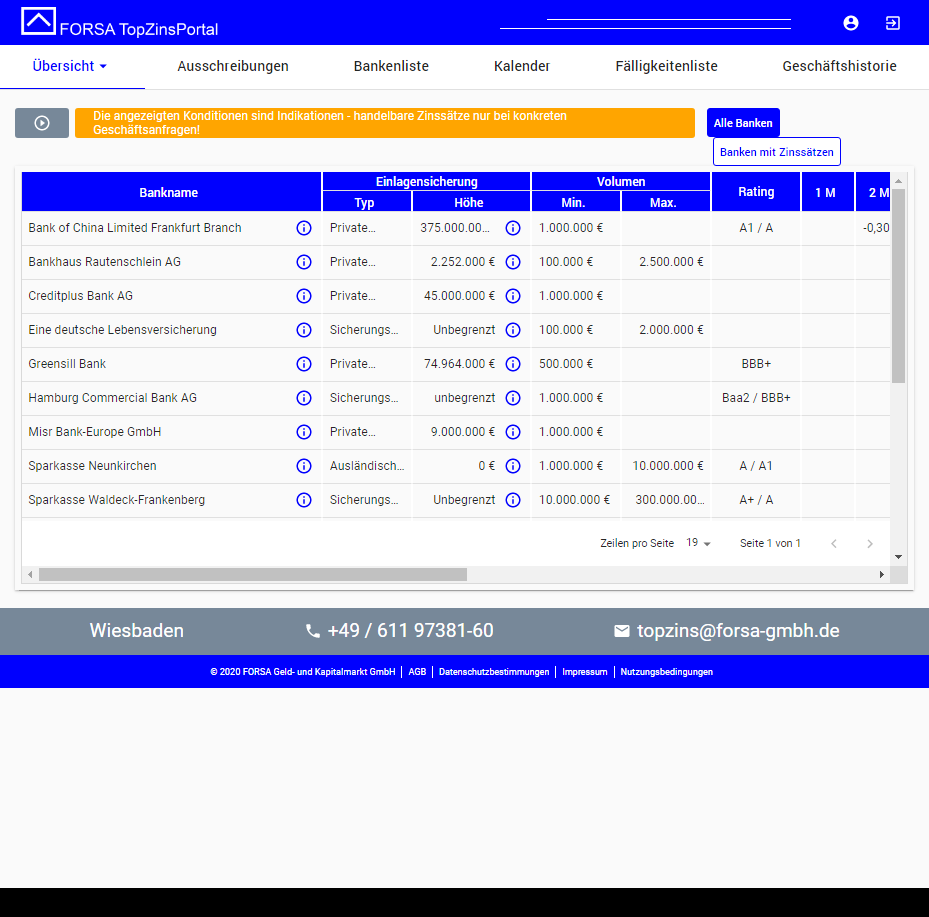 FORSA TopZinsPortal
Übersicht Ausschreibungen Bankenliste Kalender Fälligkeitenliste Geschäftshistorie
Die angezeigten Konditionen sind Indikationen - handelbare Zinssätze nur bei konkreten
Geschäftsanfragen!
Alle Banken
Banken mit Zinssätzen
Bankname Einlagensicherung Volumen Rating 1 M 2 M
Typ Höhe Min. Max.
Bank of China Limited Frankfurt Branch Private... 375.000.00... 1.000.000 € A1 / A -0,30
Bankhaus Rautenschlein AG Private... 2.252.000 € 100.000 € 2.500.000 €
Creditplus Bank AG Private... 45.000.000 € 1.000.000 €
Eine deutsche Lebensversicherung Sicherungs... Unbegrenzt 100.000 € 2.000.000 €
Greensill Bank Private... 74.964.000 € 500.000 € BBB+
Hamburg Commercial Bank AG Sicherungs... unbegrenzt 1.000.000 € Baa2 / BBB+
Misr Bank-Europe GmbH Private... 9.000.000 € 1.000.000 €
Sparkasse Neunkirchen Ausländisch... 0 € 1.000.000 € 10.000.000 € A / A1
Sparkasse Waldeck-Frankenberg Sicherungs... Unbegrenzt 10.000.000 € 300.000.00... A+ / A
Zeilen pro Seite 19 Seite 1 von 1
Wiesbaden +49 / 611 97381-60 topzins@forsa-gmbh.de
© 2020 FORSA Geld- und Kapitalmarkt GmbH | AGB | Datenschutzbestimmungen | Impressum | Nutzungsbedingungen